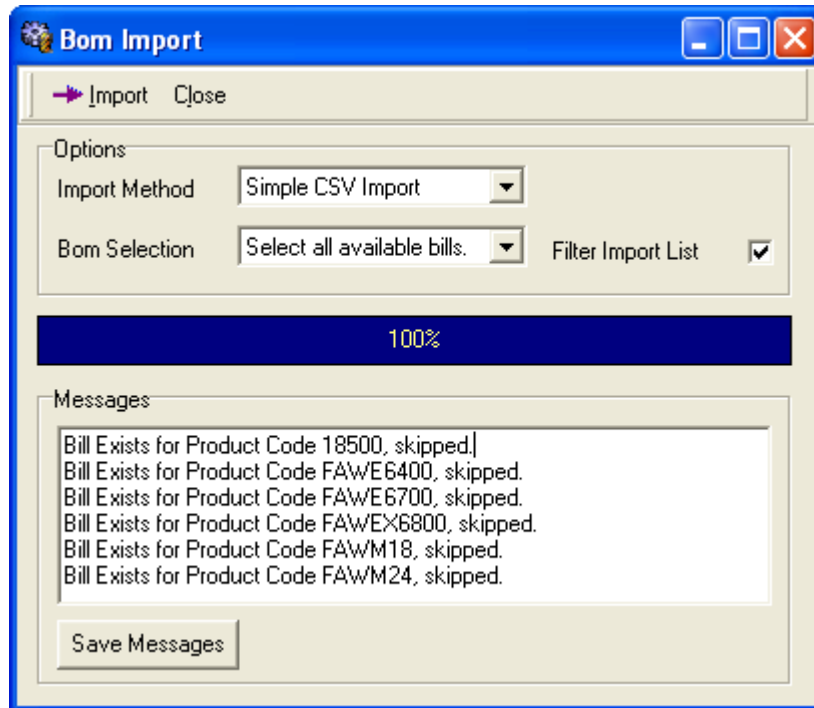 Bom Import
Import Close
Options
Import Method Simple CSV Import
Bom Selection Select all available bills. Filter Import List
100%
Messages
Bill Exists for Product Code 18500, skipped.
Bill Exists for Product Code FAWE6400, skipped.
Bill Exists for Product Code FAWE6700, skipped.
Bill Exists for Product Code FAWEX6800, skipped.
Bill Exists for Product Code FAWM18, skipped.
Bill Exists for Product Code FAWM24, skipped.
Save Messages